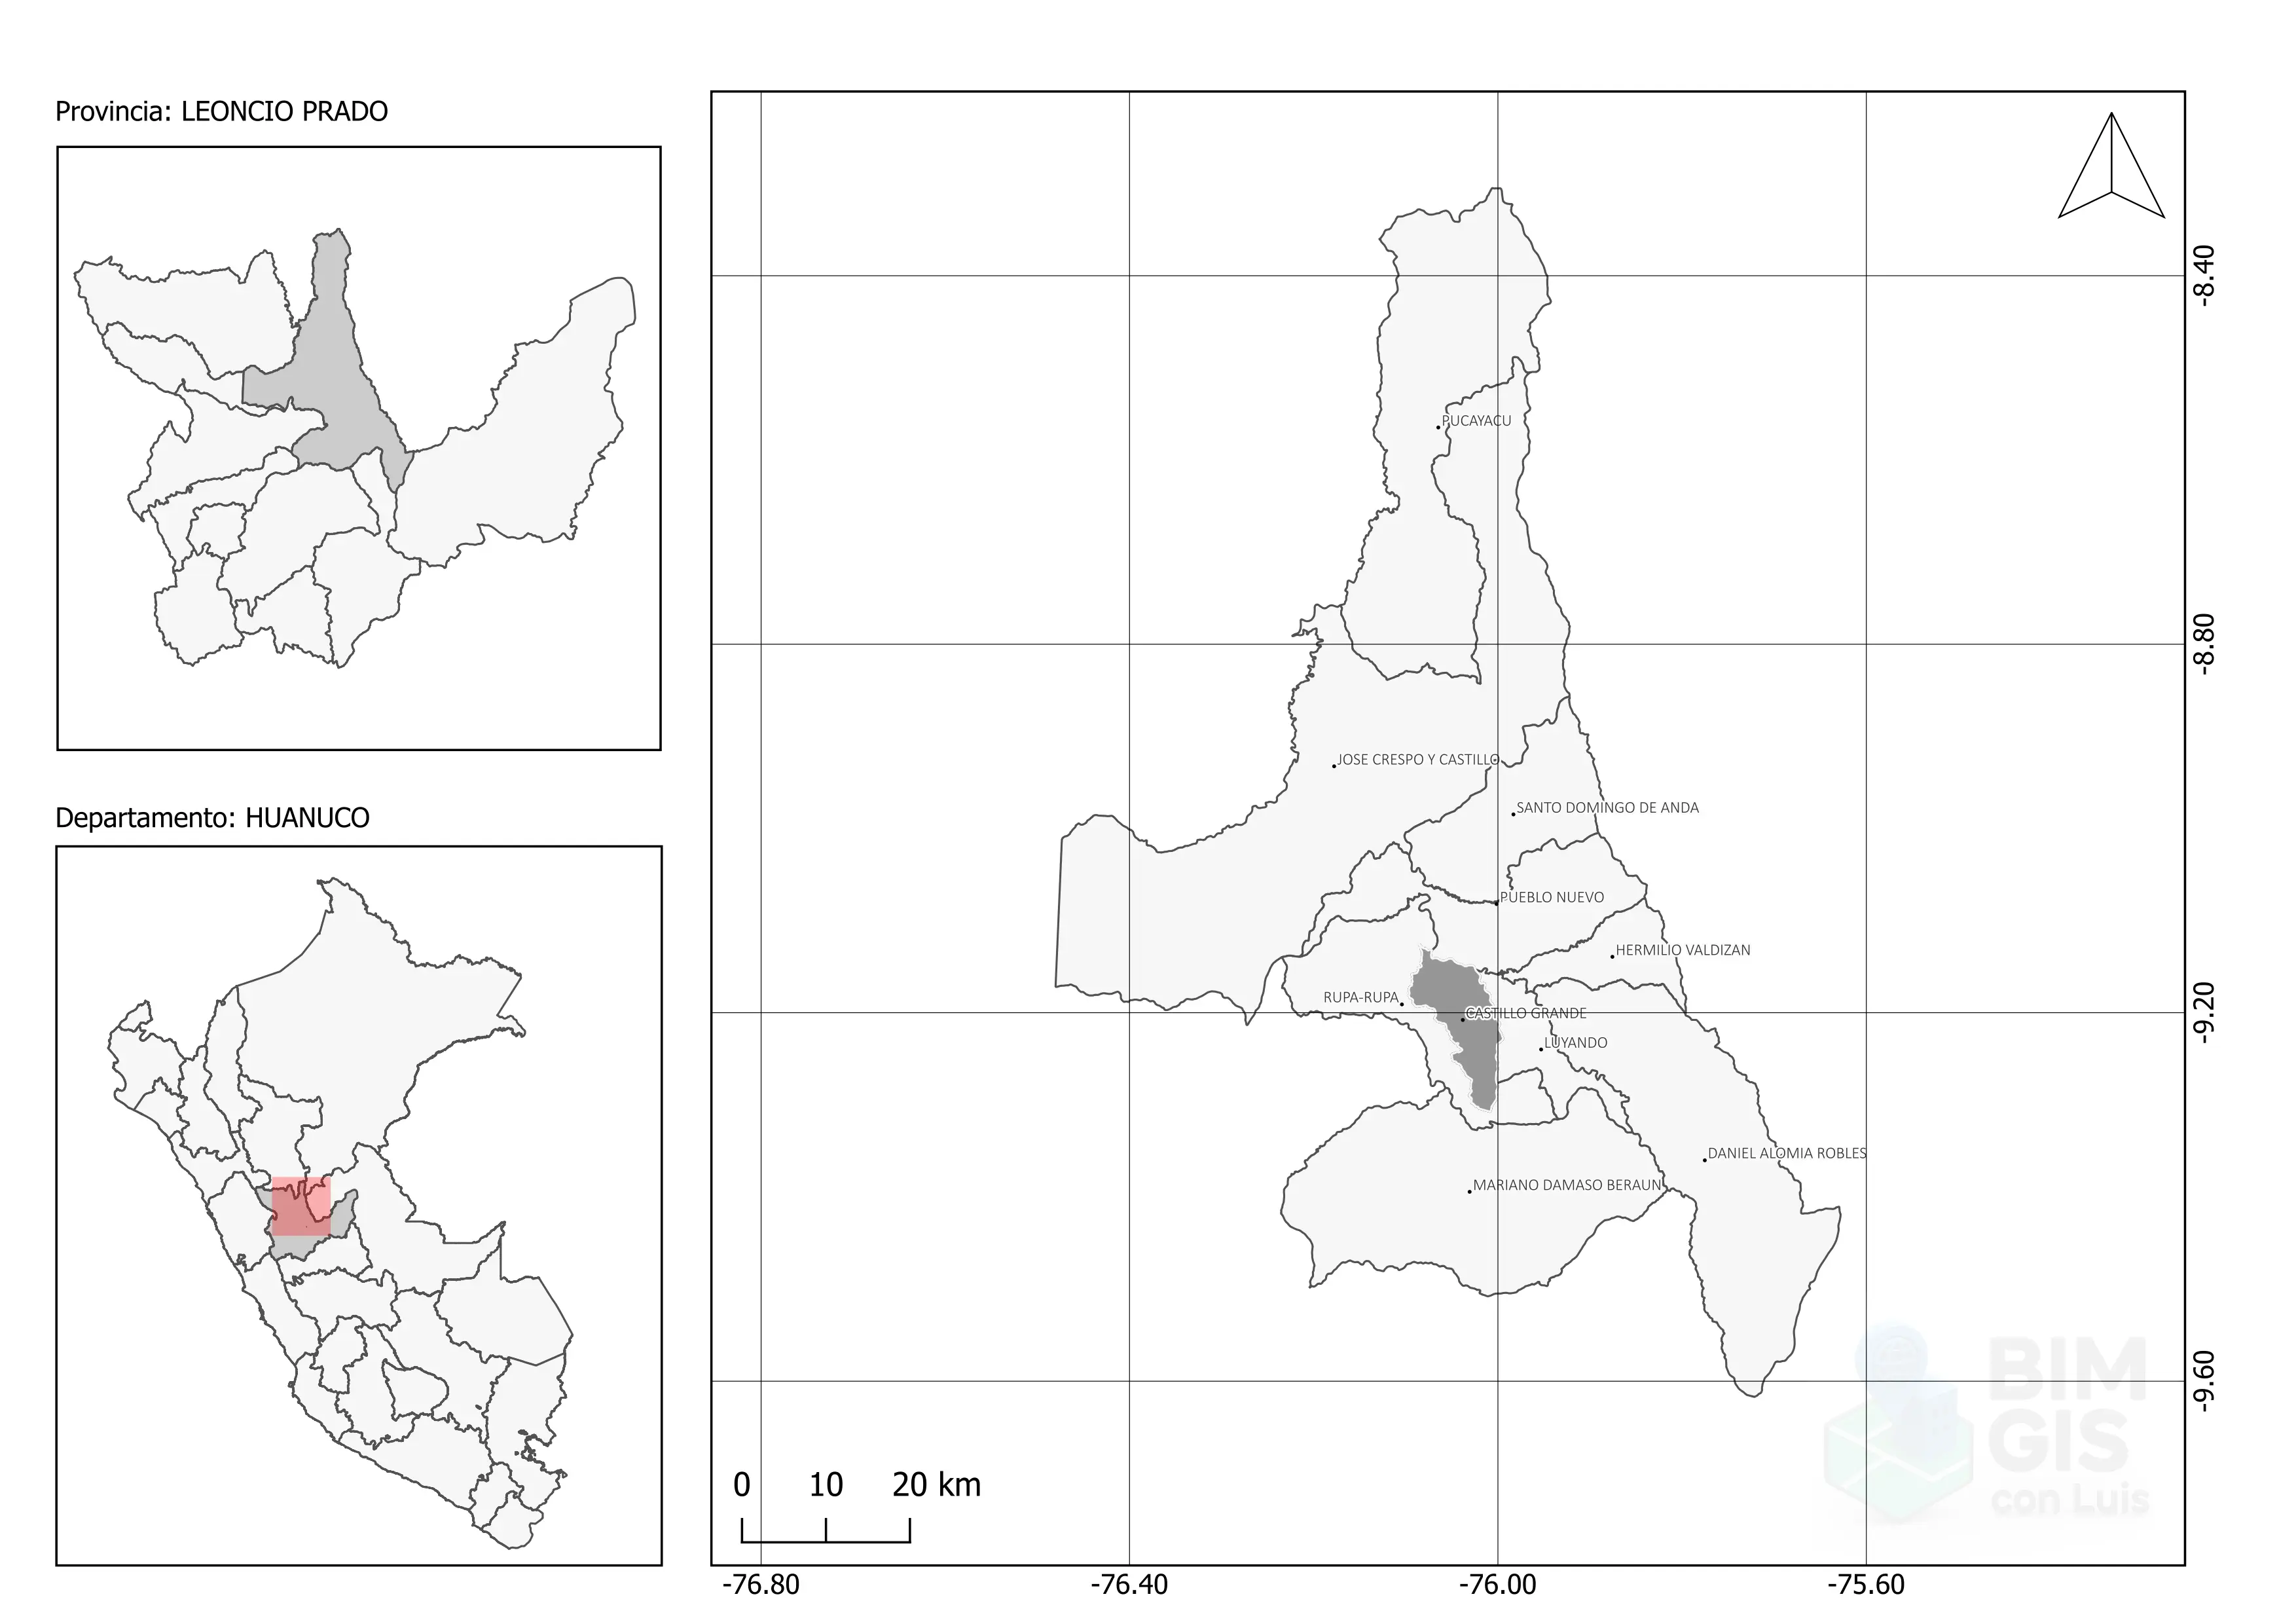 Provincia: LEONCIO PRADO
Departamento: HUANUCO
PUCAYACU
JOSE CRESPO Y CASTILLO
SANTO DOMINGO DE ANDA
PUEBLO NUEVO
HERMILIO VALDIZAN
RUPA-RUPA
CASTILLO GRANDE
LUYANDO
DANIEL ALOMIA ROBLES
MARIANO DAMASO BERAUN
-8.40
-8.80
-9.20
-9.60
BIM
GIS
con Luis
0 10 20 km
-76.80 -76.40 -76.00 -75.60